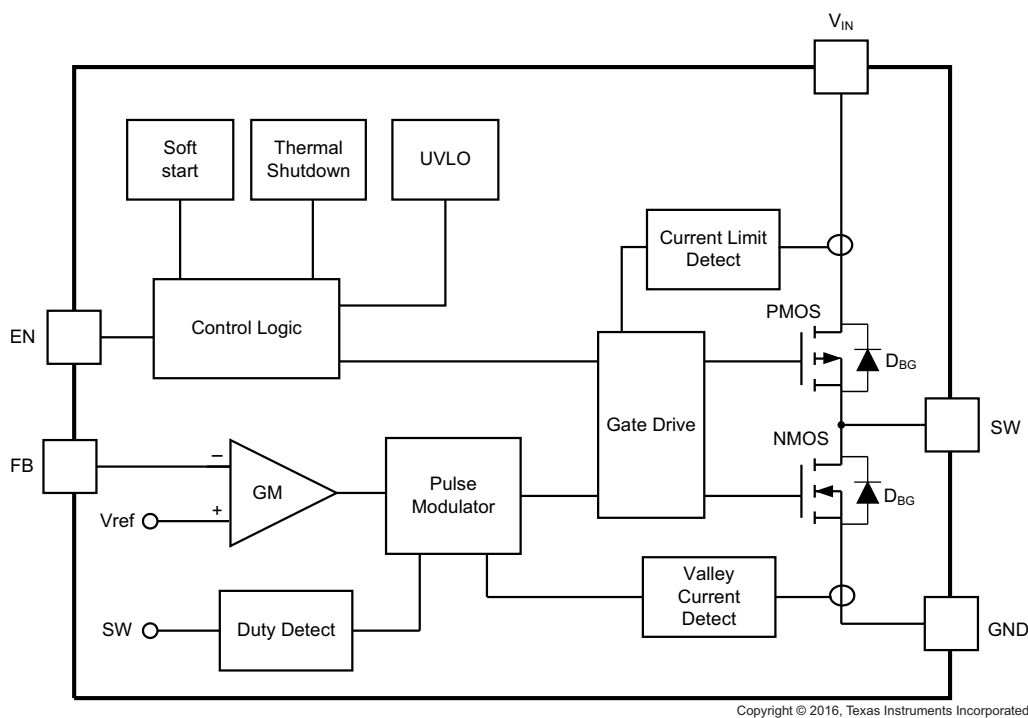 V_IN
Soft
start
Thermal
Shutdown
UVLO
Current Limit
Detect
PMOS
EN
Control Logic
D_BG
Gate Drive
SW
NMOS
FB
−
GM
Pulse
Modulator
D_BG
Vref
+
Valley
Current
Detect
SW
Duty Detect
GND
Copyright © 2016, Texas Instruments Incorporated